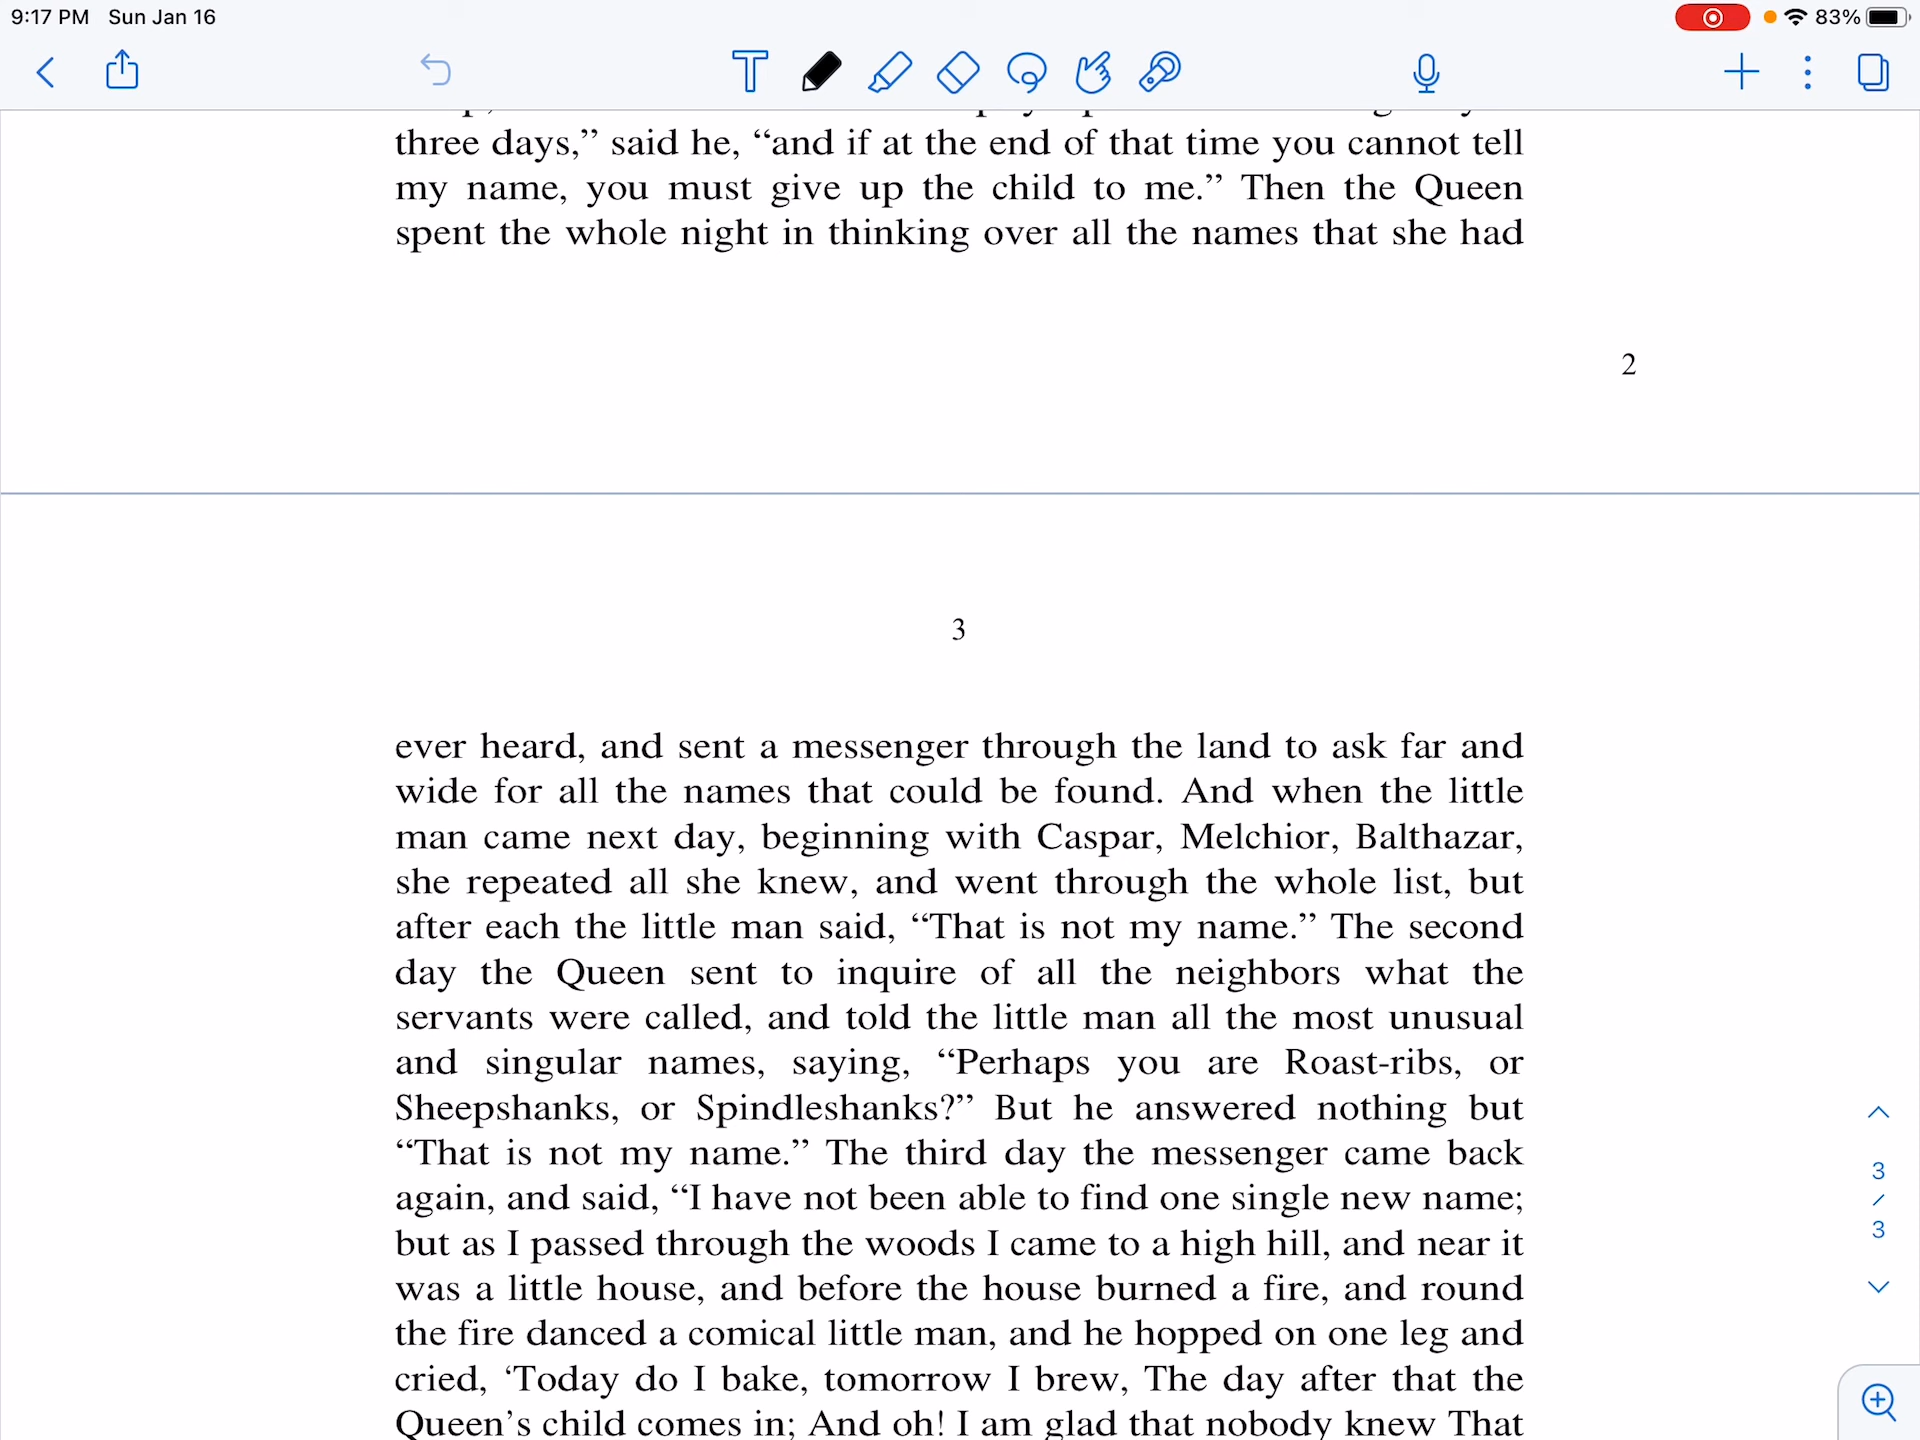 9:17 PM Sun Jan 16
83%
three days,” said he, “and if at the end of that time you cannot tell
my name, you must give up the child to me.” Then the Queen
spent the whole night in thinking over all the names that she had
2
3
ever heard, and sent a messenger through the land to ask far and
wide for all the names that could be found. And when the little
man came next day, beginning with Caspar, Melchior, Balthazar,
she repeated all she knew, and went through the whole list, but
after each the little man said, “That is not my name.” The second
day the Queen sent to inquire of all the neighbors what the
servants were called, and told the little man all the most unusual
and singular names, saying, “Perhaps you are Roast-ribs, or
Sheepshanks, or Spindleshanks?” But he answered nothing but
“That is not my name.” The third day the messenger came back
again, and said, “I have not been able to find one single new name;
but as I passed through the woods I came to a high hill, and near it
was a little house, and before the house burned a fire, and round
the fire danced a comical little man, and he hopped on one leg and
cried, ‘Today do I bake, tomorrow I brew, The day after that the
Queen’s child comes in; And oh! I am glad that nobody knew That
3
/
3